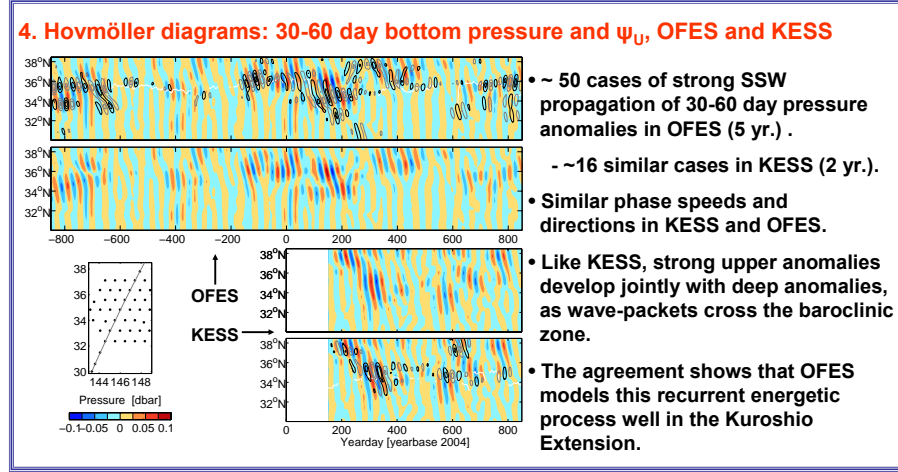 4. Hovmöller diagrams: 30-60 day bottom pressure and ψU, OFES and KESS
38°N
36°N
34°N
32°N
38°N
36°N
34°N
32°N
−800 −600 −400 −200 0 200 400 600 800
38°N
36°N
34°N
32°N
38°N
36°N
34°N
32°N
0 200 400 600 800
Yearday [yearbase 2004]
OFES
KESS
38
36
34
32
30
144 146 148
Pressure [dbar]
−0.1−0.05 0 0.05 0.1
• ~ 50 cases of strong SSW
propagation of 30-60 day pressure
anomalies in OFES (5 yr.) .
- ~16 similar cases in KESS (2 yr.).
• Similar phase speeds and
directions in KESS and OFES.
• Like KESS, strong upper anomalies
develop jointly with deep anomalies,
as wave-packets cross the baroclinic
zone.
• The agreement shows that OFES
models this recurrent energetic
process well in the Kuroshio
Extension.